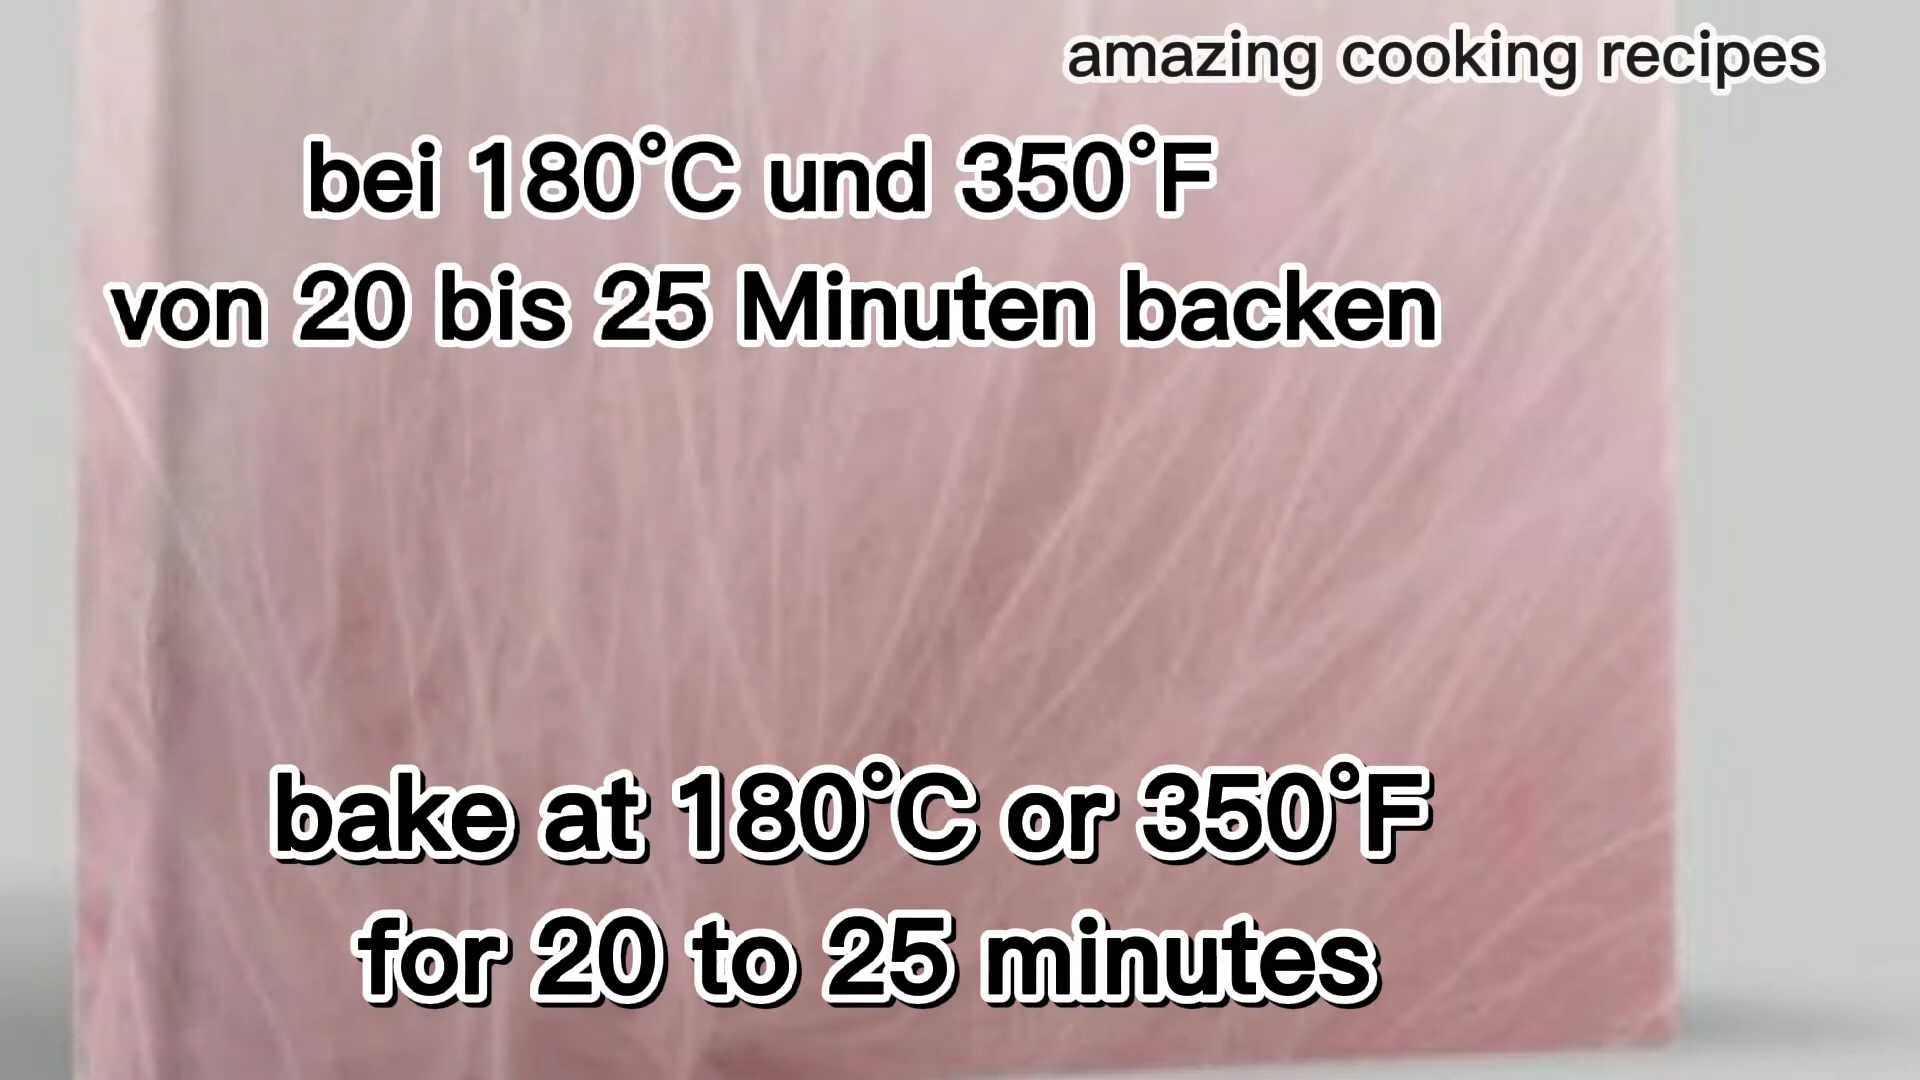 amazing cooking recipes
bei 180°C und 350°F
von 20 bis 25 Minuten backen
bake at 180°C or 350°F
for 20 to 25 minutes